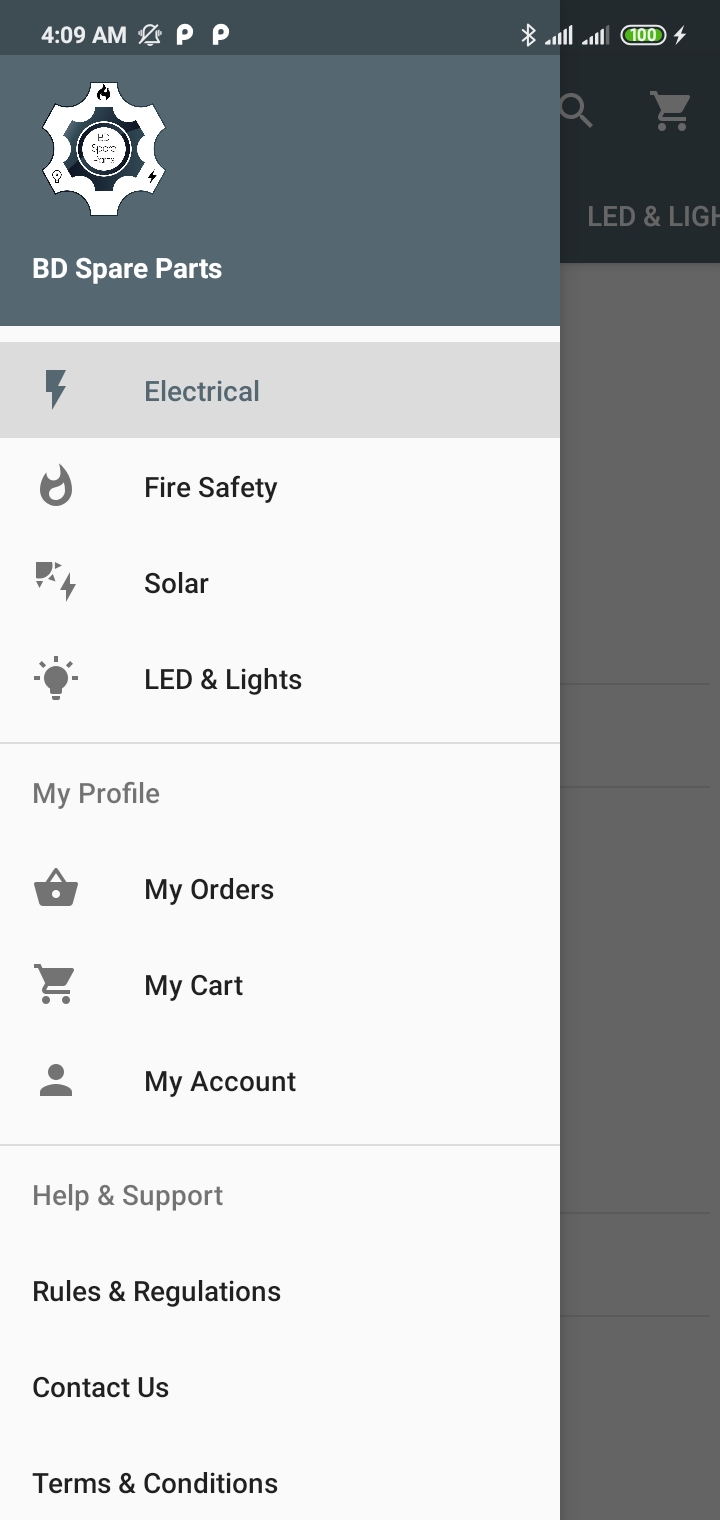 4:09 AM
100
BD
Spare
Parts
BD Spare Parts
LED & LIGH
Electrical
Fire Safety
Solar
LED & Lights
My Profile
My Orders
My Cart
My Account
Help & Support
Rules & Regulations
Contact Us
Terms & Conditions